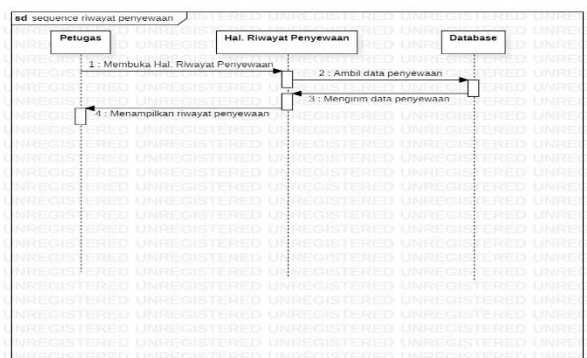 sd sequence riwayat penyewaan
Petugas
Hal. Riwayat Penyewaan
Database
1 : Membuka Hal. Riwayat Penyewaan
2 : Ambil data penyewaan
3 : Mengirim data penyewaan
4 : Menampilkan riwayat penyewaan
UNREGISTERED